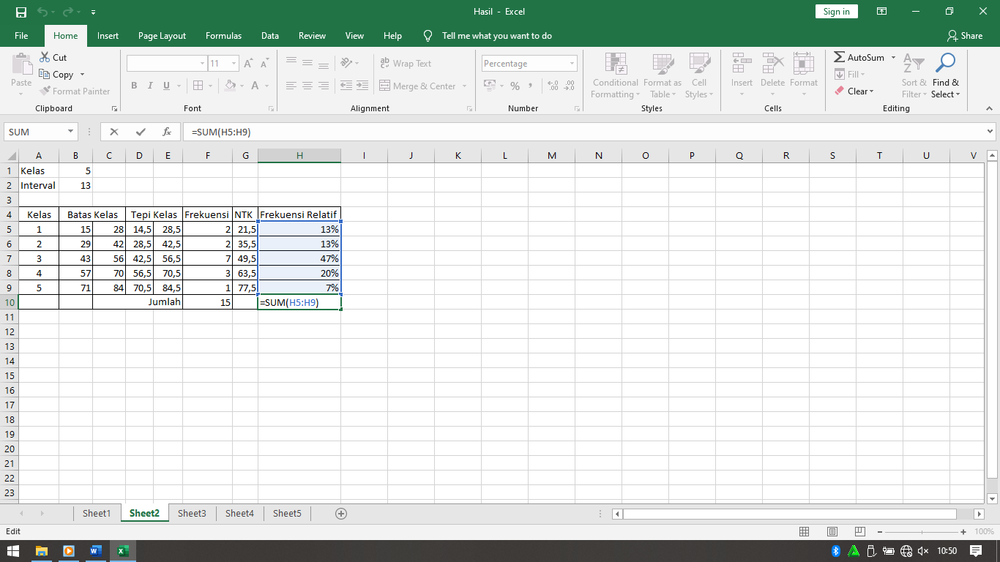 Hasil - Excel
Sign in
File Home Insert Page Layout Formulas Data Review View Help Tell me what you want to do Share
Paste Cut Copy Format Painter
Clipboard
11
B I U A A A
Font
ab Wrap Text
Merge & Center
Alignment
Percentage
% ,
Number
Conditional Formatting Format as Table Cell Styles
Styles
Insert Delete Format
Cells
AutoSum Fill Clear Sort & Filter Find & Select
Editing
SUM fx =SUM(H5:H9)
A B C D E F G H I J K L M N O P Q R S T U V
1 Kelas 5
2 Interval 13
3
4 Kelas Batas Kelas Tepi Kelas Frekuensi NTK Frekuensi Relatif
5 1 15 28 14,5 28,5 2 21,5 13%
6 2 29 42 28,5 42,5 2 35,5 13%
7 3 43 56 42,5 56,5 7 49,5 47%
8 4 57 70 56,5 70,5 3 63,5 20%
9 5 71 84 70,5 84,5 1 77,5 7%
10 Jumlah 15 =SUM(H5:H9)
11
12
13
14
15
16
17
18
19
20
21
22
23
Sheet1 Sheet2 Sheet3 Sheet4 Sheet5
Edit 100%
10:50